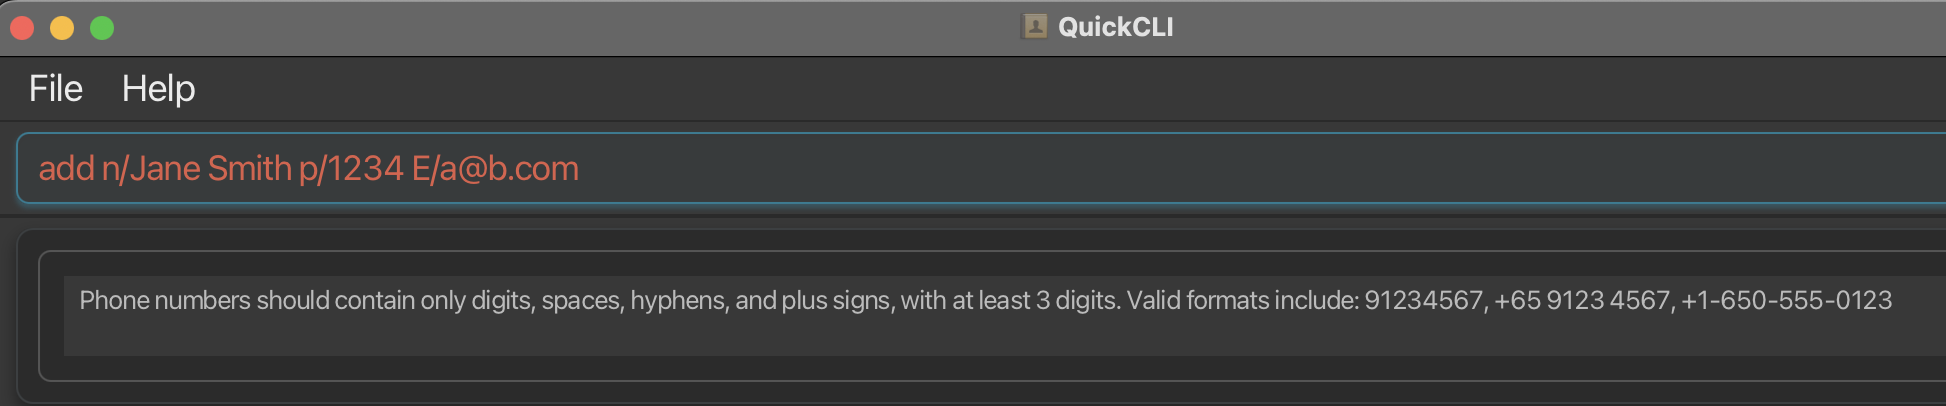 QuickCLI
File Help
add n/Jane Smith p/1234 E/a@b.com
Phone numbers should contain only digits, spaces, hyphens, and plus signs, with at least 3 digits. Valid formats include: 91234567, +65 9123 4567, +1-650-555-0123